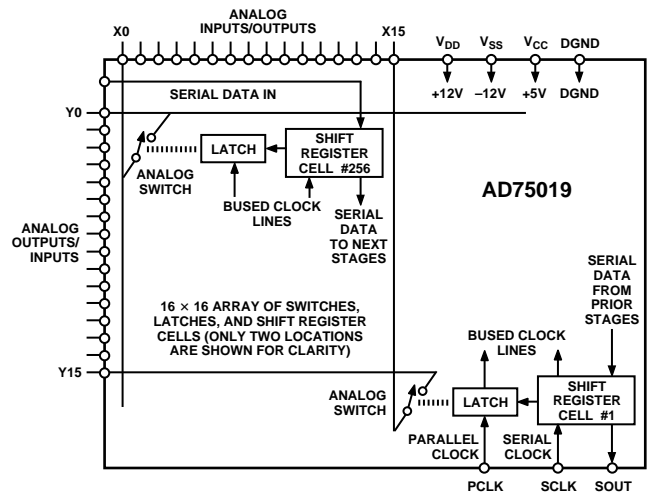 ANALOG
INPUTS/OUTPUTS
X0
X15
VDD
VSS
VCC
DGND
+12V
–12V
+5V
DGND
SERIAL DATA IN
Y0
LATCH
SHIFT
REGISTER
CELL #256
ANALOG
SWITCH
BUSED CLOCK
LINES
SERIAL
DATA
TO NEXT
STAGES
AD75019
ANALOG
OUTPUTS/
INPUTS
SERIAL
DATA
FROM
PRIOR
STAGES
16 × 16 ARRAY OF SWITCHES,
LATCHES, AND SHIFT REGISTER
CELLS (ONLY TWO LOCATIONS
ARE SHOWN FOR CLARITY)
BUSED CLOCK
LINES
Y15
ANALOG
SWITCH
LATCH
SHIFT
REGISTER
CELL #1
PARALLEL
CLOCK
SERIAL
CLOCK
PCLK
SCLK
SOUT